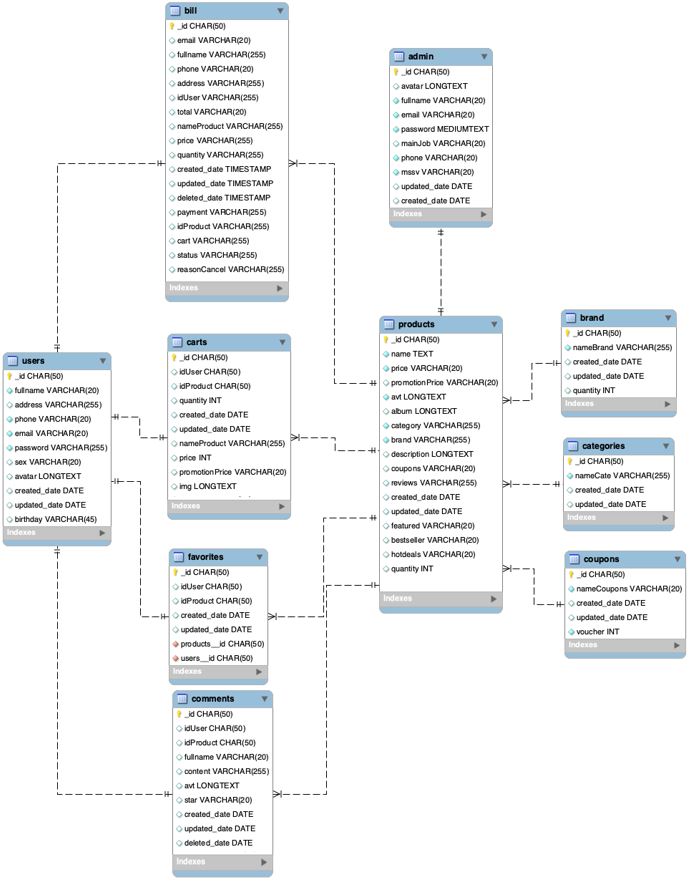 bill
_id CHAR(50)
email VARCHAR(20)
fullname VARCHAR(255)
phone VARCHAR(20)
address VARCHAR(255)
idUser VARCHAR(255)
total VARCHAR(20)
nameProduct VARCHAR(255)
price VARCHAR(255)
quantity VARCHAR(255)
created_date TIMESTAMP
updated_date TIMESTAMP
deleted_date TIMESTAMP
payment VARCHAR(255)
idProduct VARCHAR(255)
cart VARCHAR(255)
status VARCHAR(255)
reasonCancel VARCHAR(255)
Indexes
admin
_id CHAR(50)
avatar LONGTEXT
fullname VARCHAR(20)
email VARCHAR(20)
password MEDIUMTEXT
mainJob VARCHAR(20)
phone VARCHAR(20)
mssv VARCHAR(20)
updated_date DATE
created_date DATE
Indexes
users
_id CHAR(50)
fullname VARCHAR(20)
address VARCHAR(255)
phone VARCHAR(20)
email VARCHAR(20)
password VARCHAR(255)
sex VARCHAR(20)
avatar LONGTEXT
created_date DATE
updated_date DATE
birthday VARCHAR(45)
Indexes
carts
_id CHAR(50)
idUser CHAR(50)
idProduct CHAR(50)
quantity INT
created_date DATE
updated_date DATE
nameProduct VARCHAR(255)
price INT
promotionPrice VARCHAR(20)
img LONGTEXT
Indexes
products
_id CHAR(50)
name TEXT
price VARCHAR(20)
promotionPrice VARCHAR(20)
avt LONGTEXT
album LONGTEXT
category VARCHAR(255)
brand VARCHAR(255)
description LONGTEXT
coupons VARCHAR(20)
reviews VARCHAR(255)
created_date DATE
updated_date DATE
featured VARCHAR(20)
bestseller VARCHAR(20)
hotdeals VARCHAR(20)
quantity INT
Indexes
brand
_id CHAR(50)
nameBrand VARCHAR(255)
created_date DATE
updated_date DATE
quantity INT
Indexes
categories
_id CHAR(50)
nameCate VARCHAR(255)
created_date DATE
updated_date DATE
Indexes
coupons
_id CHAR(50)
nameCoupons VARCHAR(20)
created_date DATE
updated_date DATE
voucher INT
Indexes
favorites
_id CHAR(50)
idUser CHAR(50)
idProduct CHAR(50)
created_date DATE
updated_date DATE
products__id CHAR(50)
users__id CHAR(50)
Indexes
comments
_id CHAR(50)
idUser CHAR(50)
idProduct CHAR(50)
fullname VARCHAR(20)
content VARCHAR(255)
avt LONGTEXT
star VARCHAR(20)
created_date DATE
updated_date DATE
deleted_date DATE
Indexes